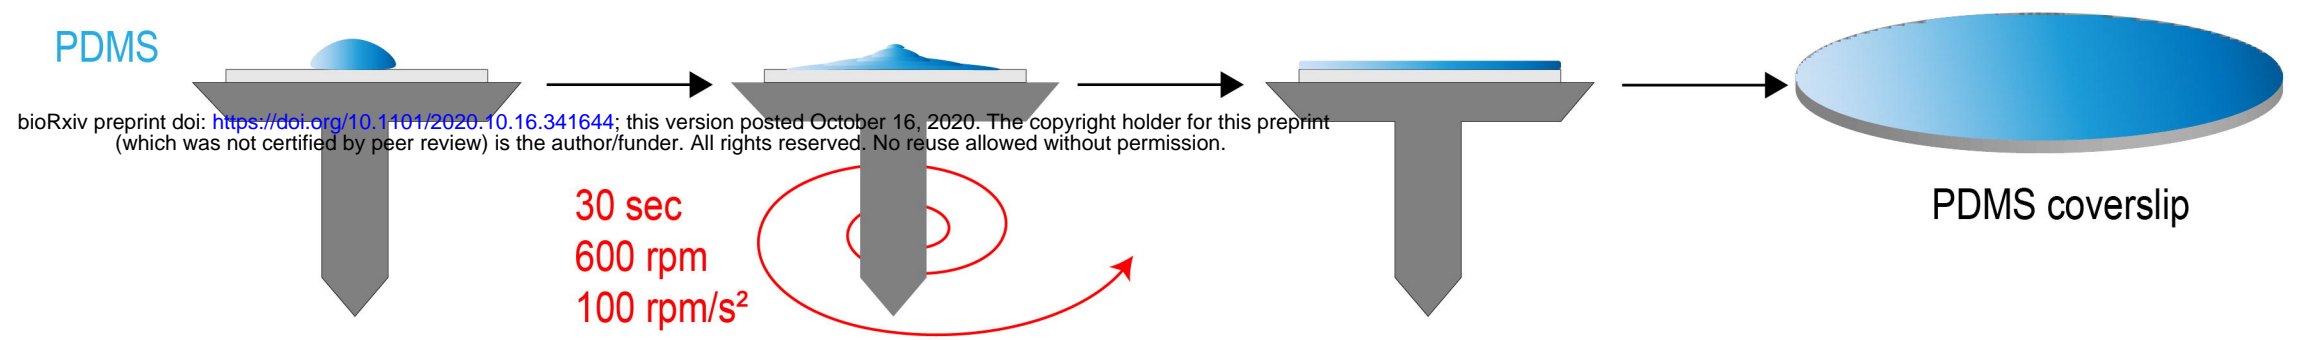 PDMS
bioRxiv preprint doi: https://doi.org/10.1101/2020.10.16.341644; this version posted October 16, 2020. The copyright holder for this preprint
(which was not certified by peer review) is the author/funder. All rights reserved. No reuse allowed without permission.
30 sec
600 rpm
100 rpm/s²
PDMS coverslip